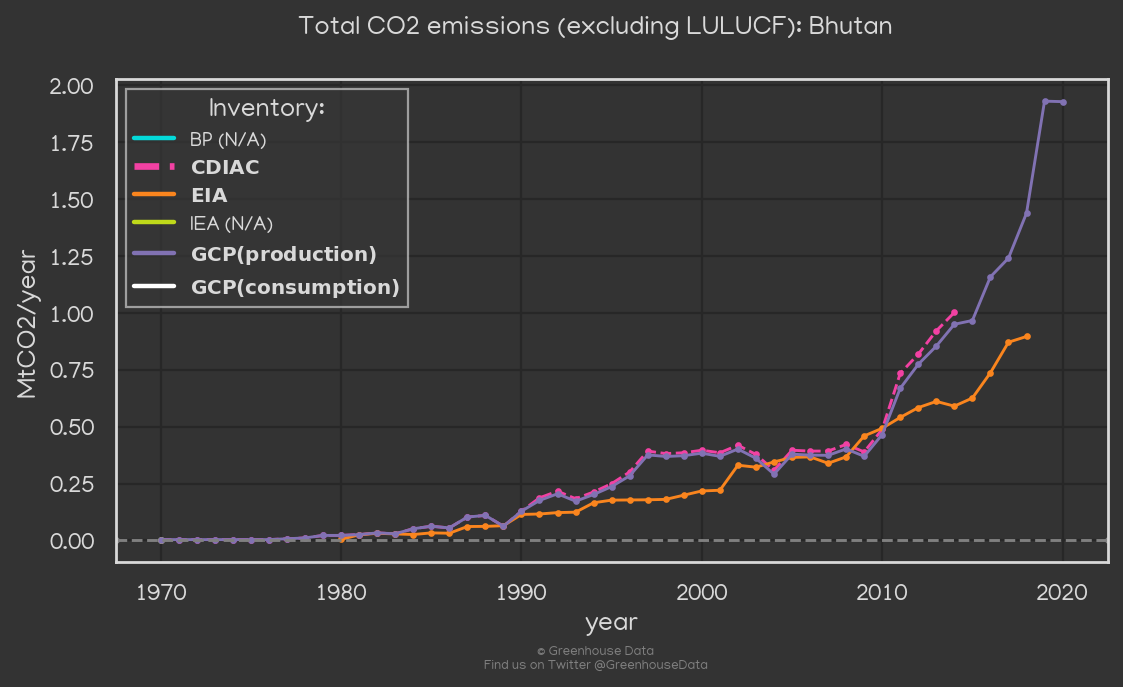 Total CO2 emissions (excluding LULUCF): Bhutan
2.00
1.75
1.50
1.25
1.00
0.75
0.50
0.25
0.00
MtCO2/year
Inventory:
BP (N/A)
CDIAC
EIA
IEA (N/A)
GCP(production)
GCP(consumption)
1970 1980 1990 2000 2010 2020
year
© Greenhouse Data
Find us on Twitter @GreenhouseData